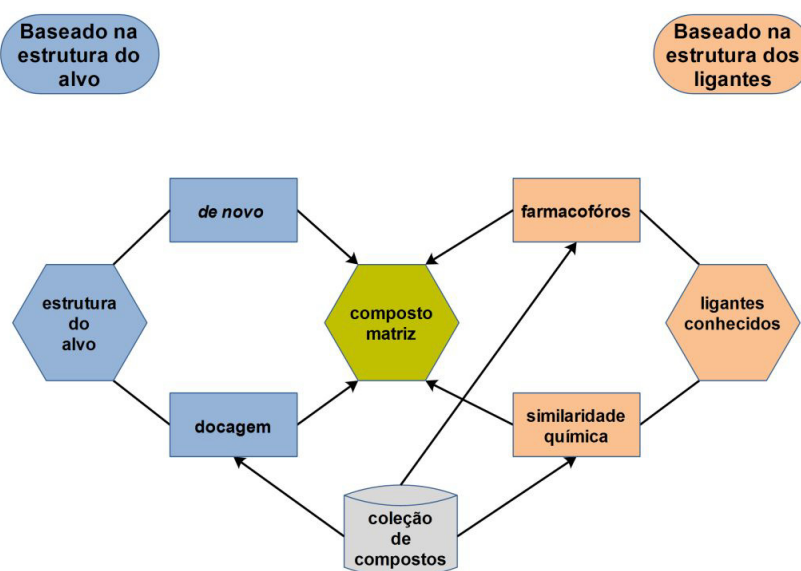 Baseado na
estrutura do
alvo
Baseado na
estrutura dos
ligantes
de novo
farmacofóros
estrutura
do
alvo
composto
matriz
ligantes
conhecidos
docagem
similaridade
química
coleção
de
compostos